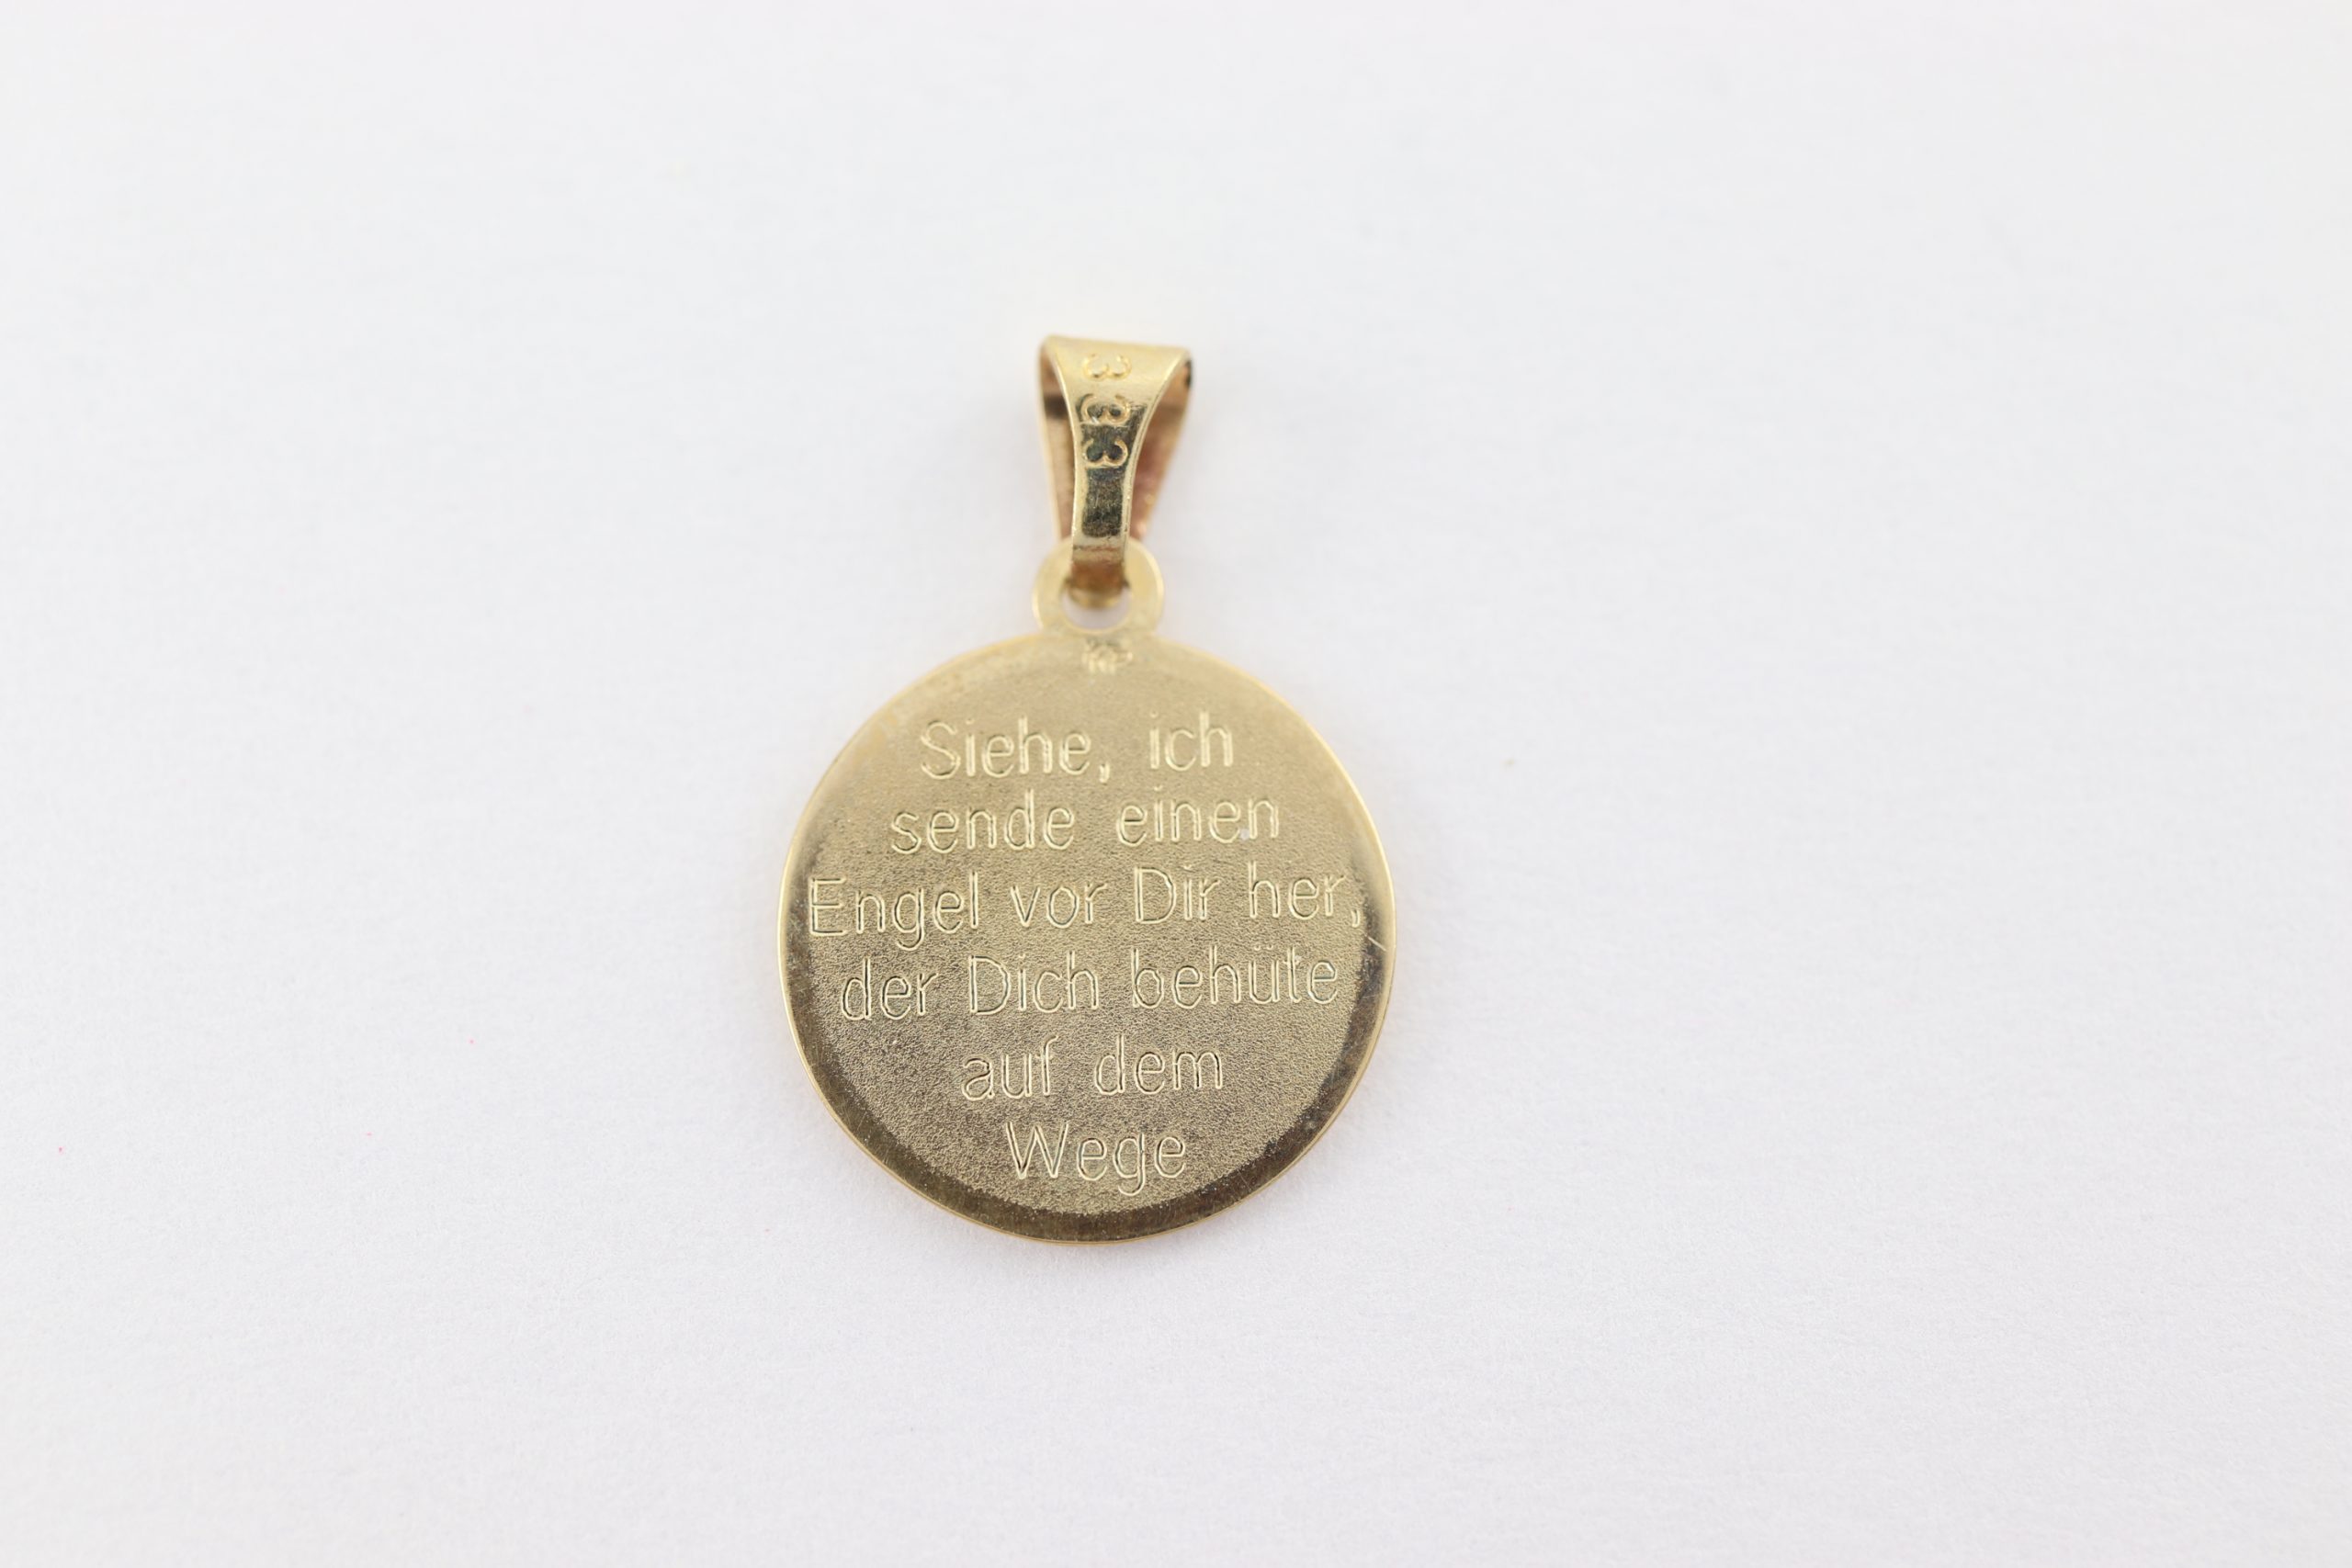 333
Siehe, ich
sende einen
Engel vor Dir her,
der Dich behüte
auf dem
Wege